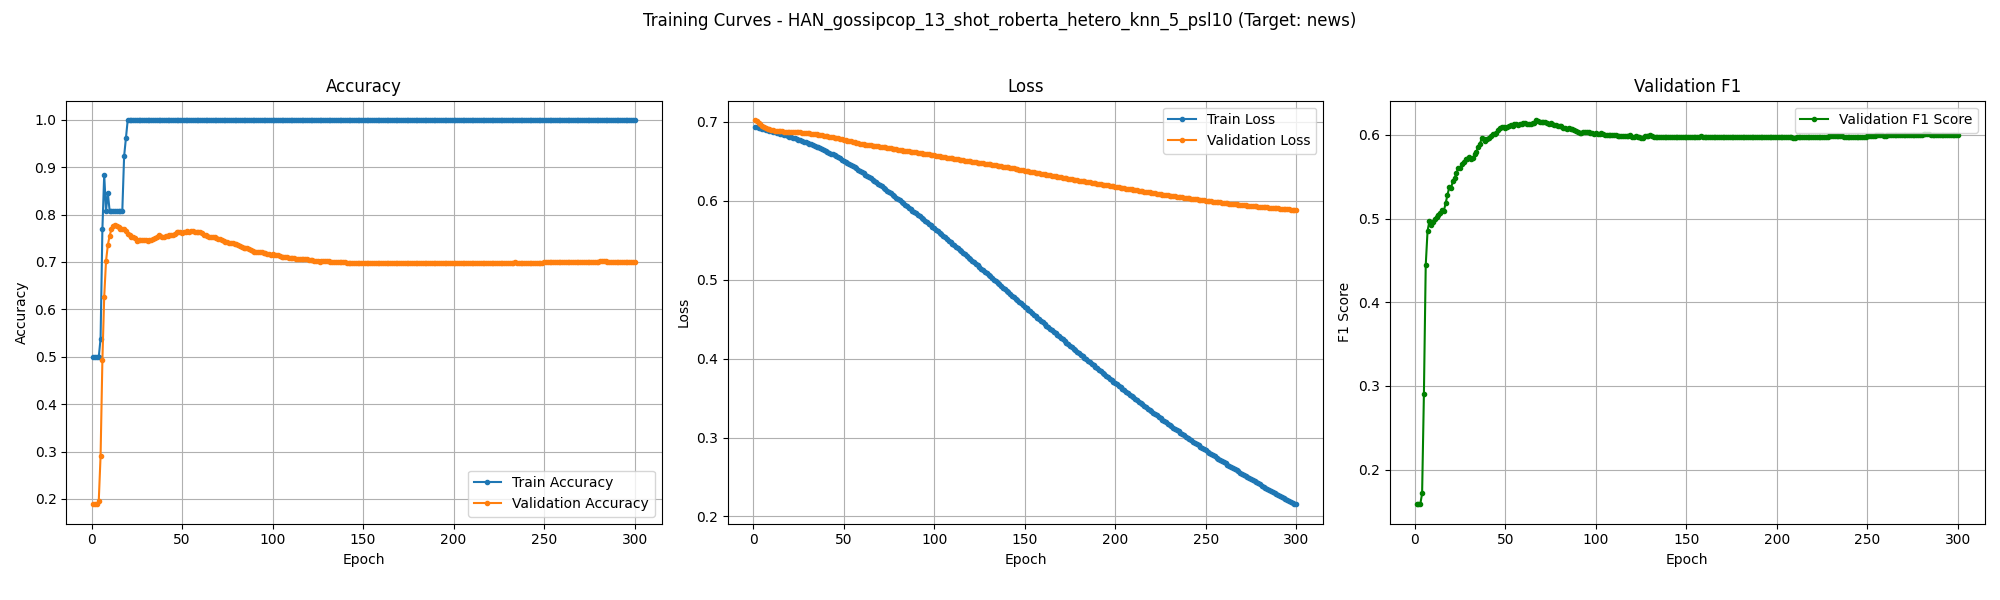 Training Curves - HAN_gossipcop_13_shot_roberta_hetero_knn_5_psl10 (Target: news)
Accuracy
1.0
0.9
0.8
0.7
0.6
0.5
0.4
0.3
0.2
Accuracy
Train Accuracy
Validation Accuracy
0
50
100
150
200
250
300
Epoch
Loss
0.7
0.6
0.5
0.4
0.3
0.2
Loss
Train Loss
Validation Loss
0
50
100
150
200
250
300
Epoch
Validation F1
0.6
0.5
0.4
0.3
0.2
F1 Score
Validation F1 Score
0
50
100
150
200
250
300
Epoch